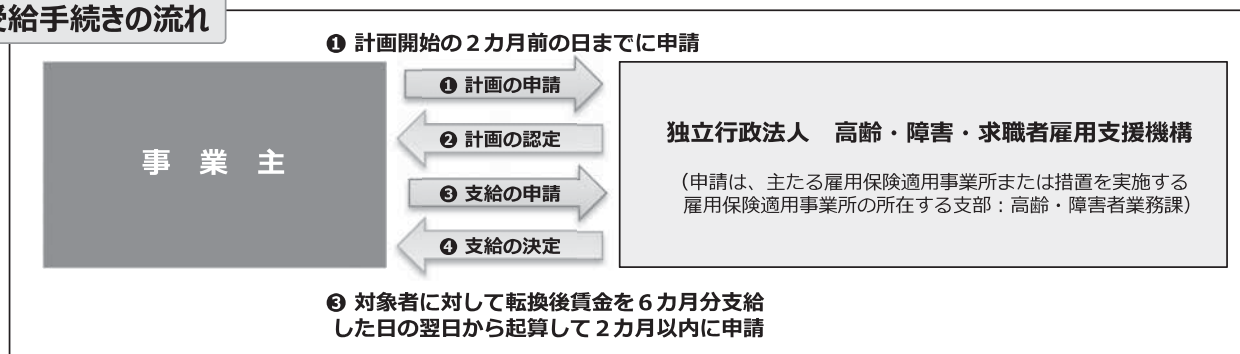 受給手続きの流れ
❶ 計画開始の２カ月前の日までに申請
❶ 計画の申請
❷ 計画の認定
❸ 支給の申請
❹ 支給の決定
事 業 主
独立行政法人 高齢・障害・求職者雇用支援機構
（申請は、主たる雇用保険適用事業所または措置を実施する
雇用保険適用事業所の所在する支部：高齢・障害者業務課）
❸ 対象者に対して転換後賃金を６カ月分支給
した日の翌日から起算して２カ月以内に申請